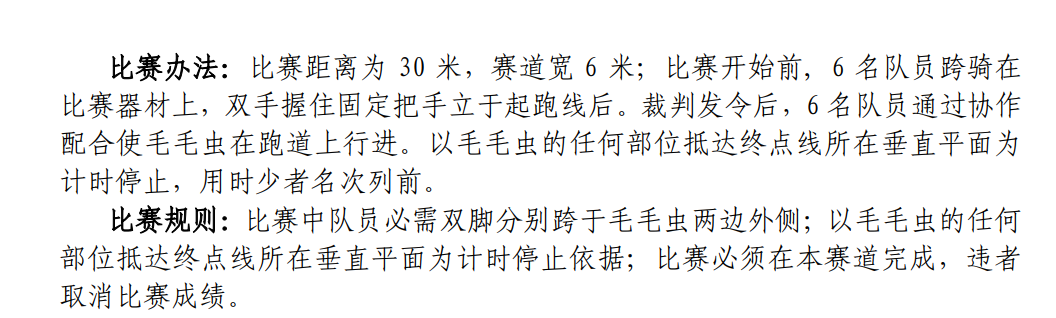 比赛办法：比赛距离为 30 米，赛道宽 6 米；比赛开始前，6 名队员跨骑在
比赛器材上，双手握住固定把手立于起跑线后。裁判发令后，6 名队员通过协作
配合使毛毛虫在跑道上行进。以毛毛虫的任何部位抵达终点线所在垂直平面为
计时停止，用时少者名次列前。
比赛规则：比赛中队员必需双脚分别跨于毛毛虫两边外侧；以毛毛虫的任何
部位抵达终点线所在垂直平面为计时停止依据；比赛必须在本赛道完成，违者
取消比赛成绩。